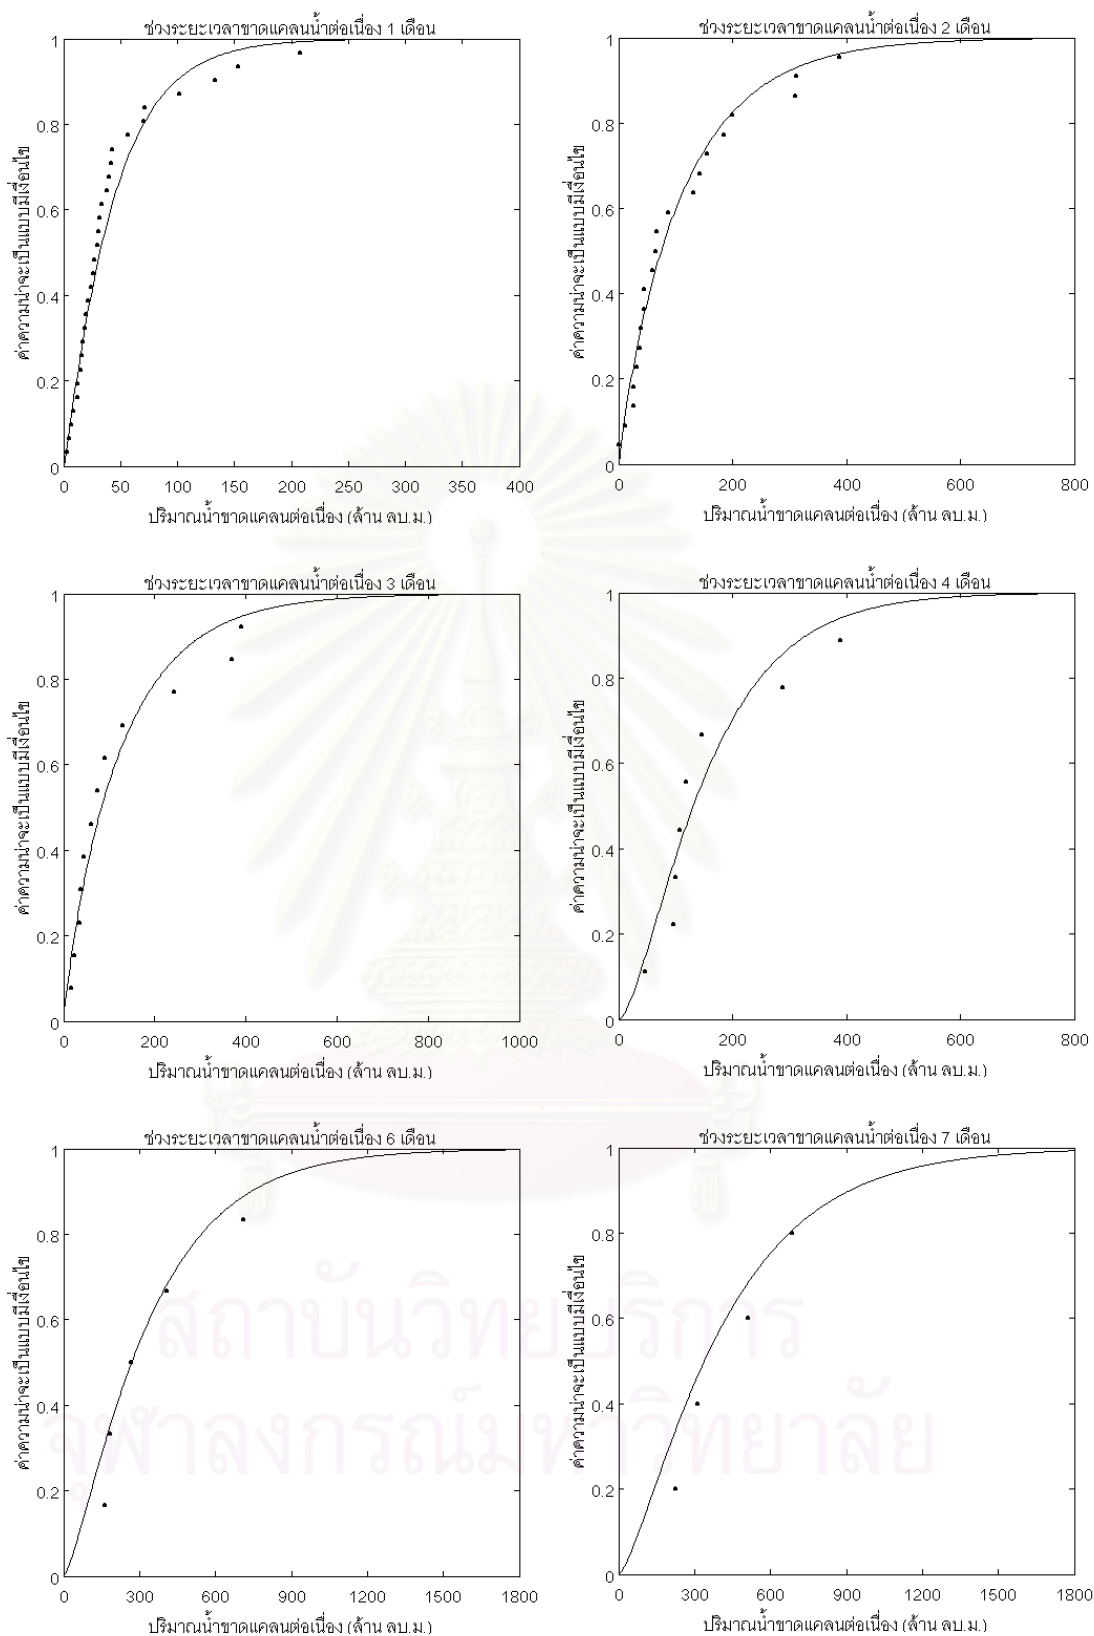 ช่วงระยะเวลาขาดแคลนน้ำต่อเนื่อง 1 เดือน
ค่าความน่าจะเป็นแบบมีเงื่อนไข
1
0.8
0.6
0.4
0.2
0
0 50 100 150 200 250 300 350 400
ปริมาณน้ำขาดแคลนต่อเนื่อง (ล้าน ลบ.ม.)
ช่วงระยะเวลาขาดแคลนน้ำต่อเนื่อง 2 เดือน
ค่าความน่าจะเป็นแบบมีเงื่อนไข
1
0.8
0.6
0.4
0.2
0
0 200 400 600 800
ปริมาณน้ำขาดแคลนต่อเนื่อง (ล้าน ลบ.ม.)
ช่วงระยะเวลาขาดแคลนน้ำต่อเนื่อง 3 เดือน
ค่าความน่าจะเป็นแบบมีเงื่อนไข
1
0.8
0.6
0.4
0.2
0
0 200 400 600 800 1000
ปริมาณน้ำขาดแคลนต่อเนื่อง (ล้าน ลบ.ม.)
ช่วงระยะเวลาขาดแคลนน้ำต่อเนื่อง 4 เดือน
ค่าความน่าจะเป็นแบบมีเงื่อนไข
1
0.8
0.6
0.4
0.2
0
0 200 400 600 800
ปริมาณน้ำขาดแคลนต่อเนื่อง (ล้าน ลบ.ม.)
ช่วงระยะเวลาขาดแคลนน้ำต่อเนื่อง 6 เดือน
ค่าความน่าจะเป็นแบบมีเงื่อนไข
1
0.8
0.6
0.4
0.2
0
0 300 600 900 1200 1500 1800
ปริมาณน้ำขาดแคลนต่อเนื่อง (ล้าน ลบ.ม.)
ช่วงระยะเวลาขาดแคลนน้ำต่อเนื่อง 7 เดือน
ค่าความน่าจะเป็นแบบมีเงื่อนไข
1
0.8
0.6
0.4
0.2
0
0 300 600 900 1200 1500 1800
ปริมาณน้ำขาดแคลนต่อเนื่อง (ล้าน ลบ.ม.)
สถาบันวิทยบริการ
จุฬาลงกรณ์มหาวิทยาลัย